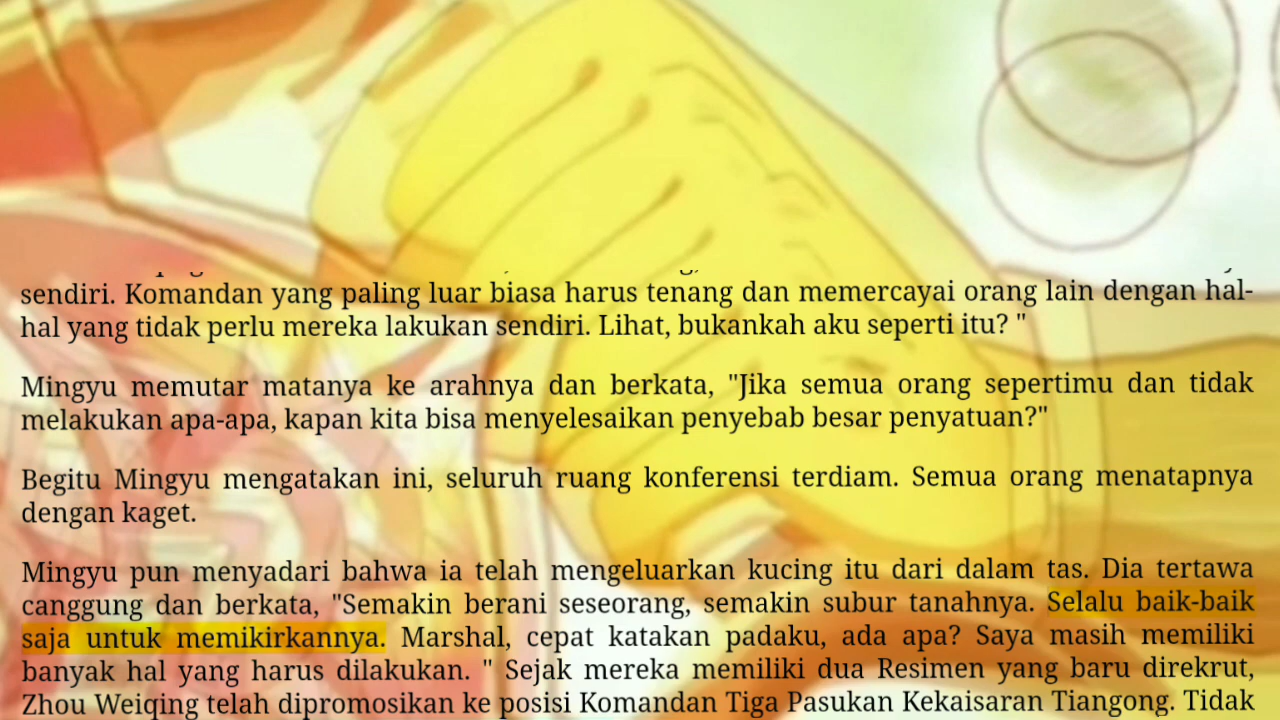 sendiri. Komandan yang paling luar biasa harus tenang dan memercayai orang lain dengan hal-
hal yang tidak perlu mereka lakukan sendiri. Lihat, bukankah aku seperti itu? "
Mingyu memutar matanya ke arahnya dan berkata, "Jika semua orang sepertimu dan tidak
melakukan apa-apa, kapan kita bisa menyelesaikan penyebab besar penyatuan?"
Begitu Mingyu mengatakan ini, seluruh ruang konferensi terdiam. Semua orang menatapnya
dengan kaget.
Mingyu pun menyadari bahwa ia telah mengeluarkan kucing itu dari dalam tas. Dia tertawa
canggung dan berkata, "Semakin berani seseorang, semakin subur tanahnya. Selalu baik-baik
saja untuk memikirkannya. Marshal, cepat katakan padaku, ada apa? Saya masih memiliki
banyak hal yang harus dilakukan. " Sejak mereka memiliki dua Resimen yang baru direkrut,
Zhou Weiqing telah dipromosikan ke posisi Komandan Tiga Pasukan Kekaisaran Tiangong. Tidak